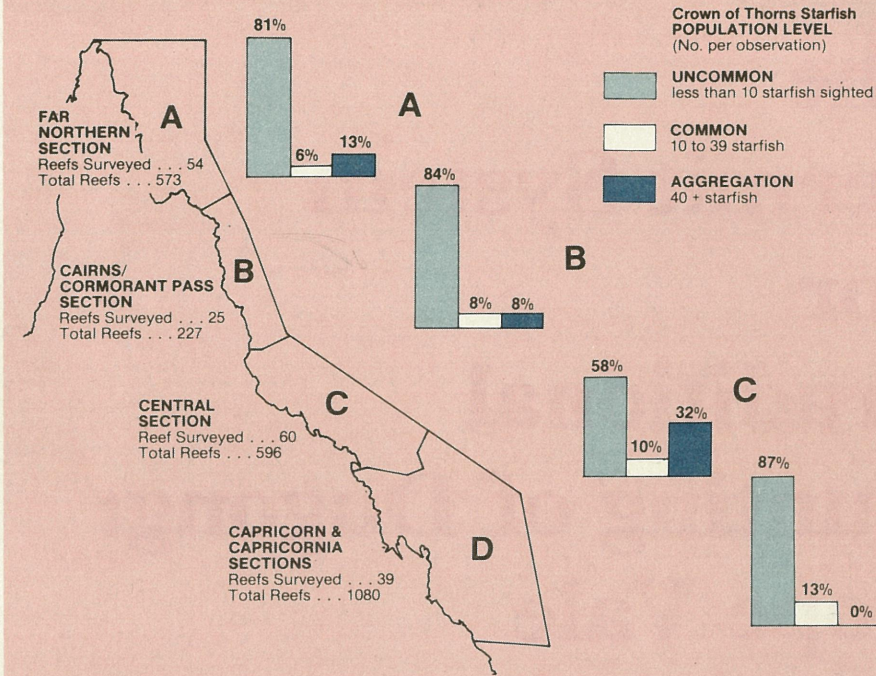 Crown of Thorns Starfish
POPULATION LEVEL
(No. per observation)
UNCOMMON
less than 10 starfish sighted
COMMON
10 to 39 starfish
AGGREGATION
40 + starfish
81%
6%
13%
A
A
FAR
NORTHERN
SECTION
Reefs Surveyed . . . 54
Total Reefs . . . 573
84%
8%
8%
B
B
CAIRNS/
CORMORANT PASS
SECTION
Reefs Surveyed . . . 25
Total Reefs . . . 227
58%
10%
32%
C
C
CENTRAL
SECTION
Reef Surveyed . . . 60
Total Reefs . . . 596
87%
13%
0%
D
CAPRICORN &
CAPRICORNIA
SECTIONS
Reefs Surveyed . . . 39
Total Reefs . . . 1080